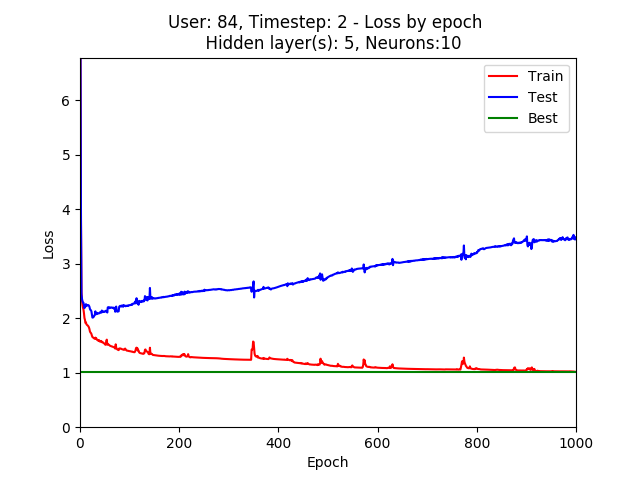 User: 84, Timestep: 2 - Loss by epoch
Hidden layer(s): 5, Neurons:10
Train
Test
Best
Loss
6
5
4
3
2
1
0
0 200 400 600 800 1000
Epoch